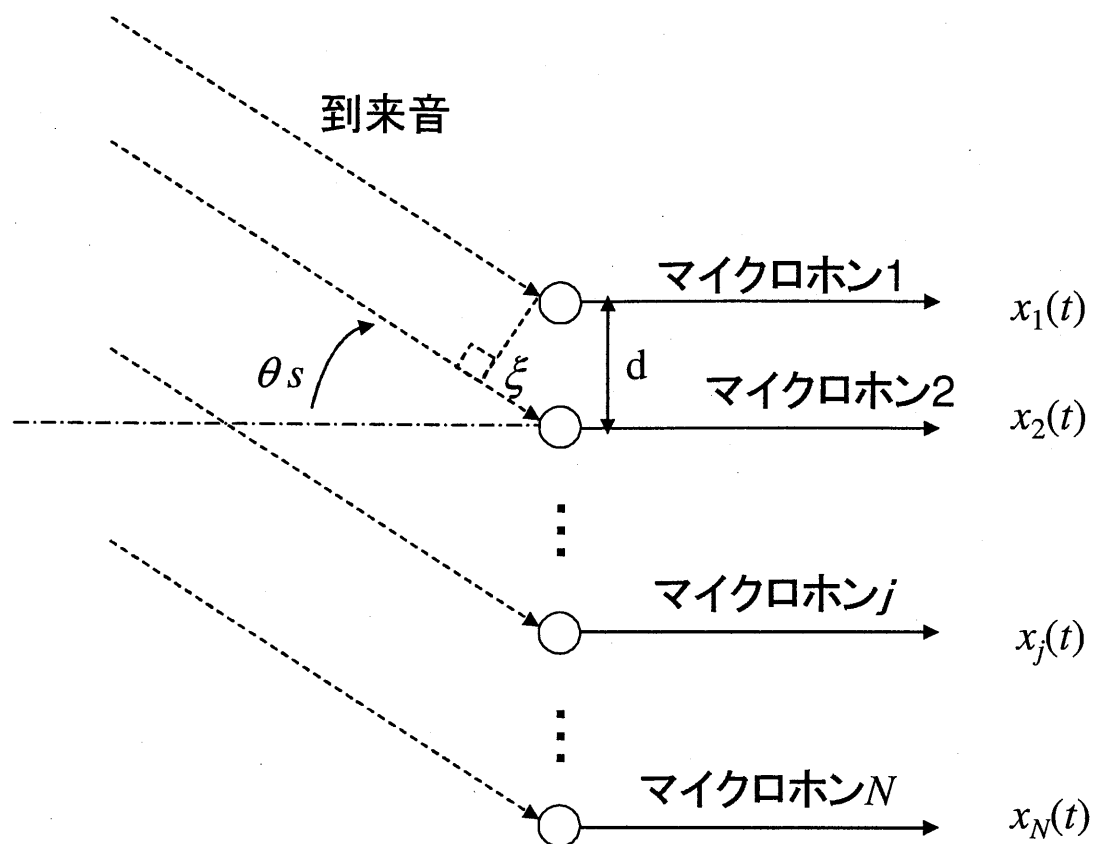 到来音
マイクロホン1
x1(t)
θs
ξ
d
マイクロホン2
x2(t)
マイクロホンj
xj(t)
マイクロホンN
xN(t)